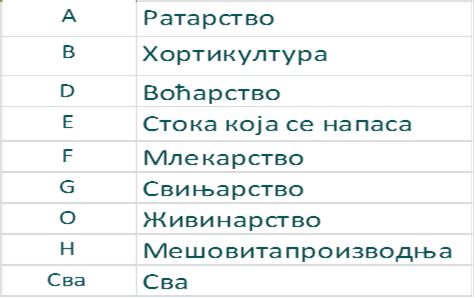 A Ратарство
B Хортикултура
D Воћарство
E Стока која се напаса
F Млекарство
G Свињарство
O Живинарство
H Мешовитапроизводња
Сва Сва